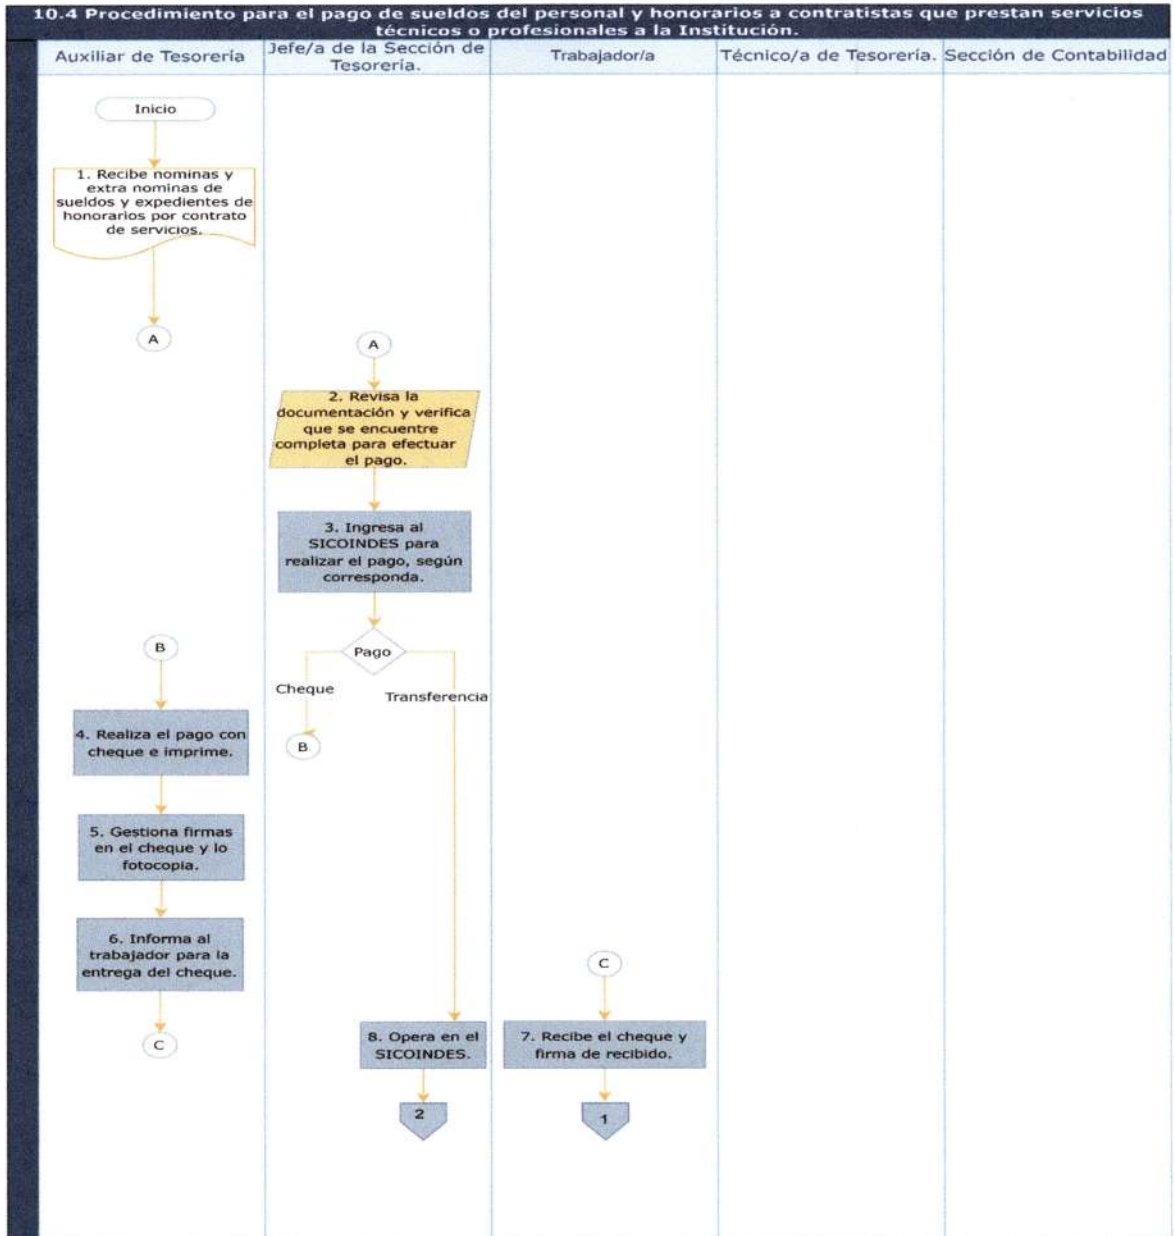 10.4 Procedimiento para el pago de sueldos del personal y honorarios a contratistas que prestan servicios
técnicos o profesionales a la Institución.
Auxiliar de Tesorería
Jefe/a de la Sección de
Tesorería.
Trabajador/a
Técnico/a de Tesorería.
Sección de Contabilidad
Inicio
1. Recibe nominas y
extra nominas de
sueldos y expedientes de
honorarios por contrato
de servicios.
A
A
2. Revisa la
documentación y verifica
que se encuentre
completa para efectuar
el pago.
3. Ingresa al
SICOINDES para
realizar el pago, según
corresponda.
Pago
Cheque
Transferencia
B
B
4. Realiza el pago con
cheque e imprime.
5. Gestiona firmas
en el cheque y lo
fotocopia.
6. Informa al
trabajador para la
entrega del cheque.
C
C
8. Opera en el
SICOINDES.
7. Recibe el cheque y
firma de recibido.
2
1